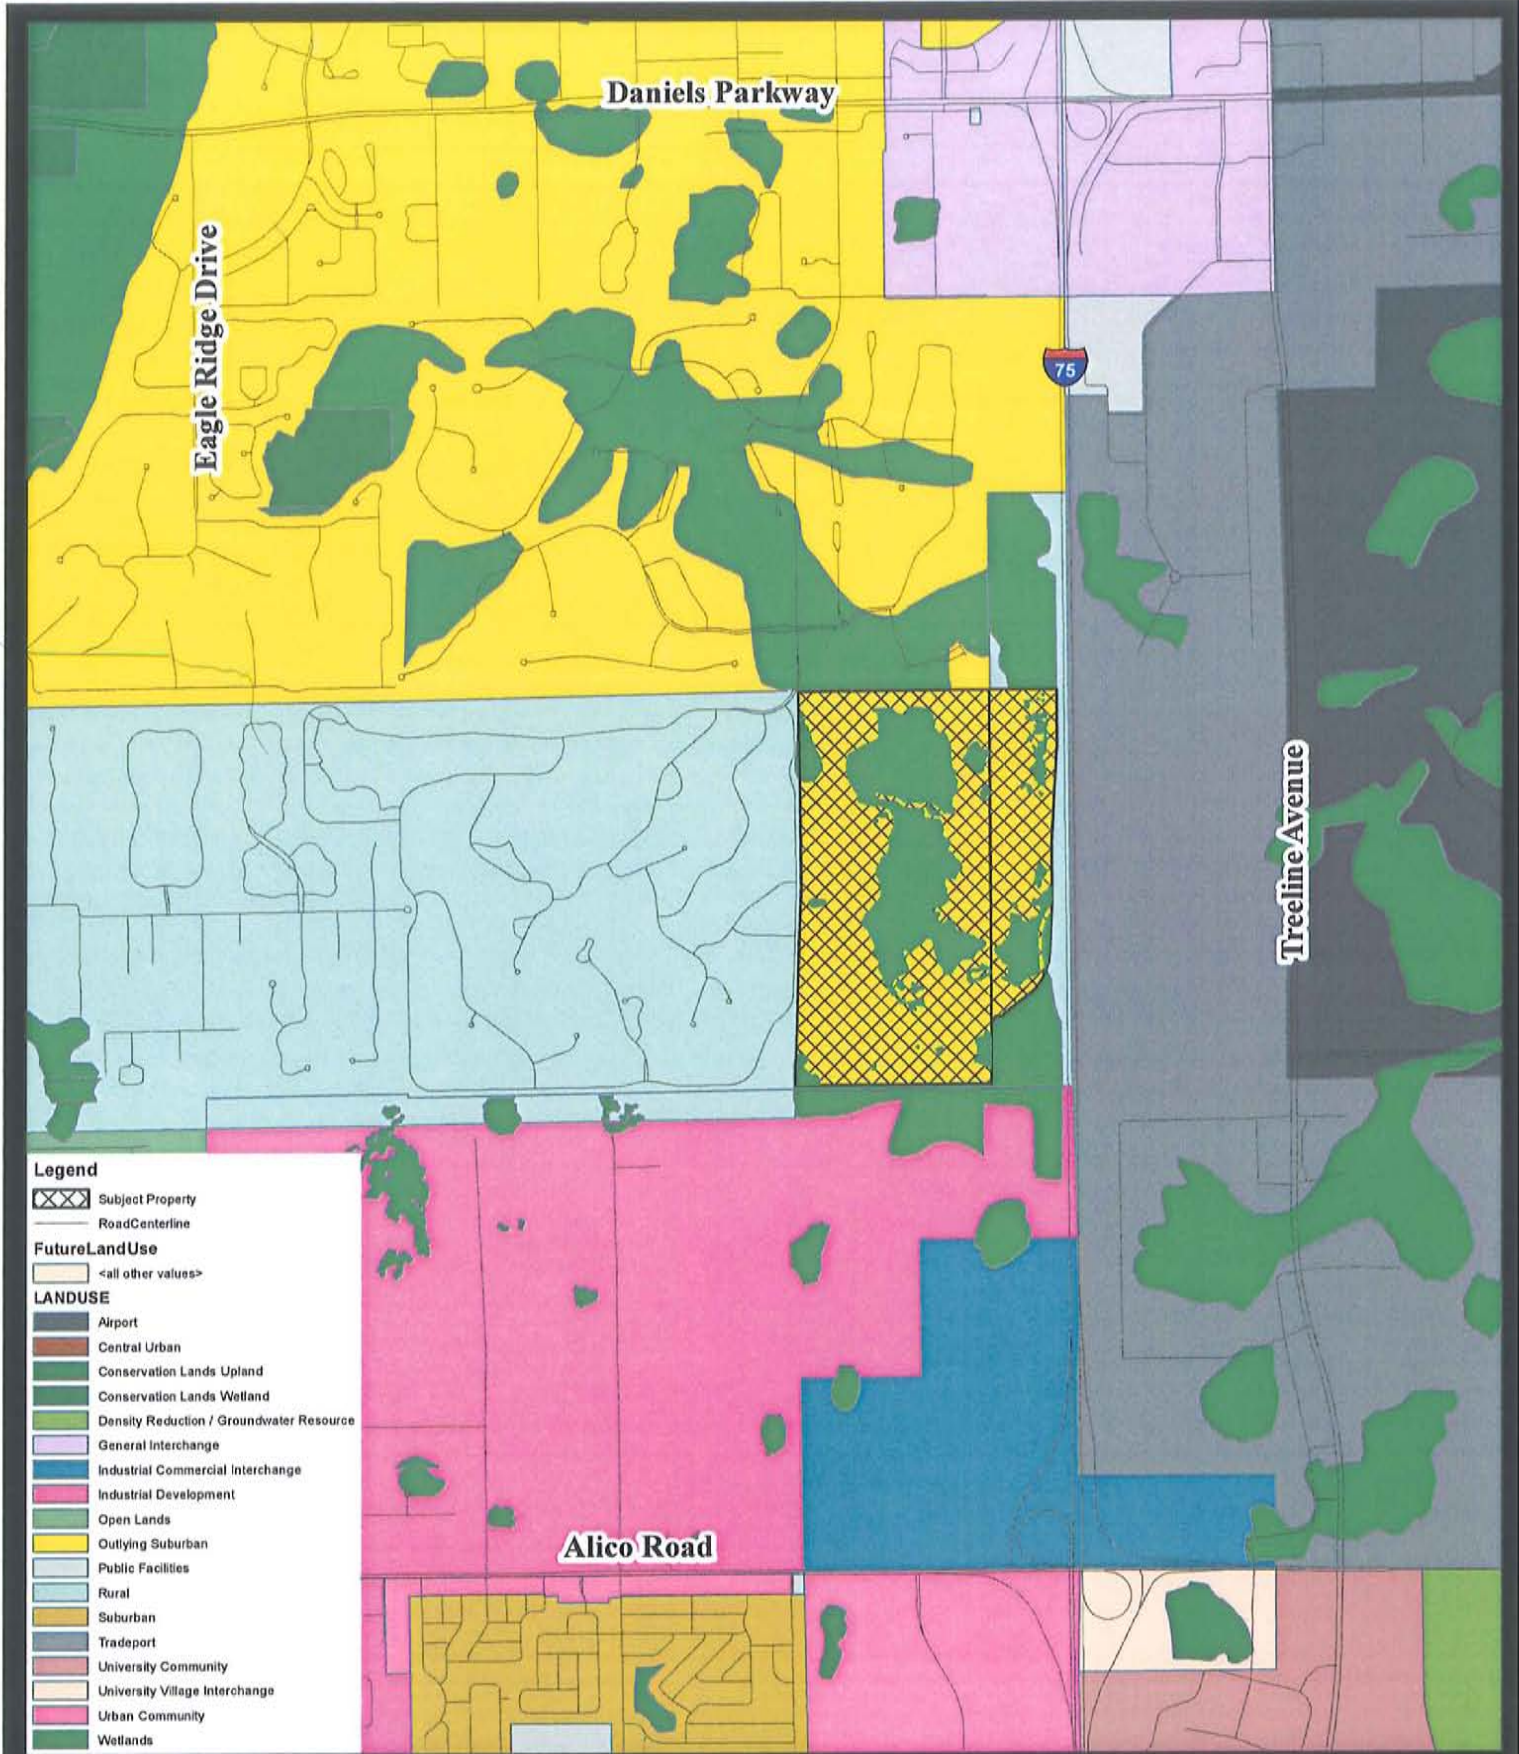 Daniels Parkway
Eagle Ridge Drive
75
Treeline Avenue
Legend
Subject Property
RoadCenterline
FutureLandUse
<all other values>
LANDUSE
Airport
Central Urban
Conservation Lands Upland
Conservation Lands Wetland
Density Reduction / Groundwater Resource
General Interchange
Industrial Commercial Interchange
Industrial Development
Open Lands
Outlying Suburban
Public Facilities
Rural
Suburban
Tradeport
University Community
University Village Interchange
Urban Community
Wetlands
Alico Road